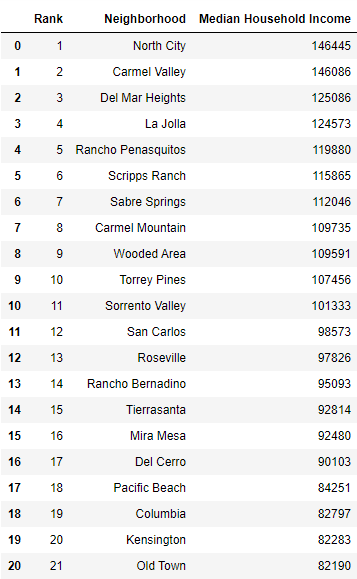 Rank Neighborhood Median Household Income
0 1 North City 146445
1 2 Carmel Valley 146086
2 3 Del Mar Heights 125086
3 4 La Jolla 124573
4 5 Rancho Penasquitos 119880
5 6 Scripps Ranch 115865
6 7 Sabre Springs 112046
7 8 Carmel Mountain 109735
8 9 Wooded Area 109591
9 10 Torrey Pines 107456
10 11 Sorrento Valley 101333
11 12 San Carlos 98573
12 13 Roseville 97826
13 14 Rancho Bernadino 95093
14 15 Tierrasanta 92814
15 16 Mira Mesa 92480
16 17 Del Cerro 90103
17 18 Pacific Beach 84251
18 19 Columbia 82797
19 20 Kensington 82283
20 21 Old Town 82190